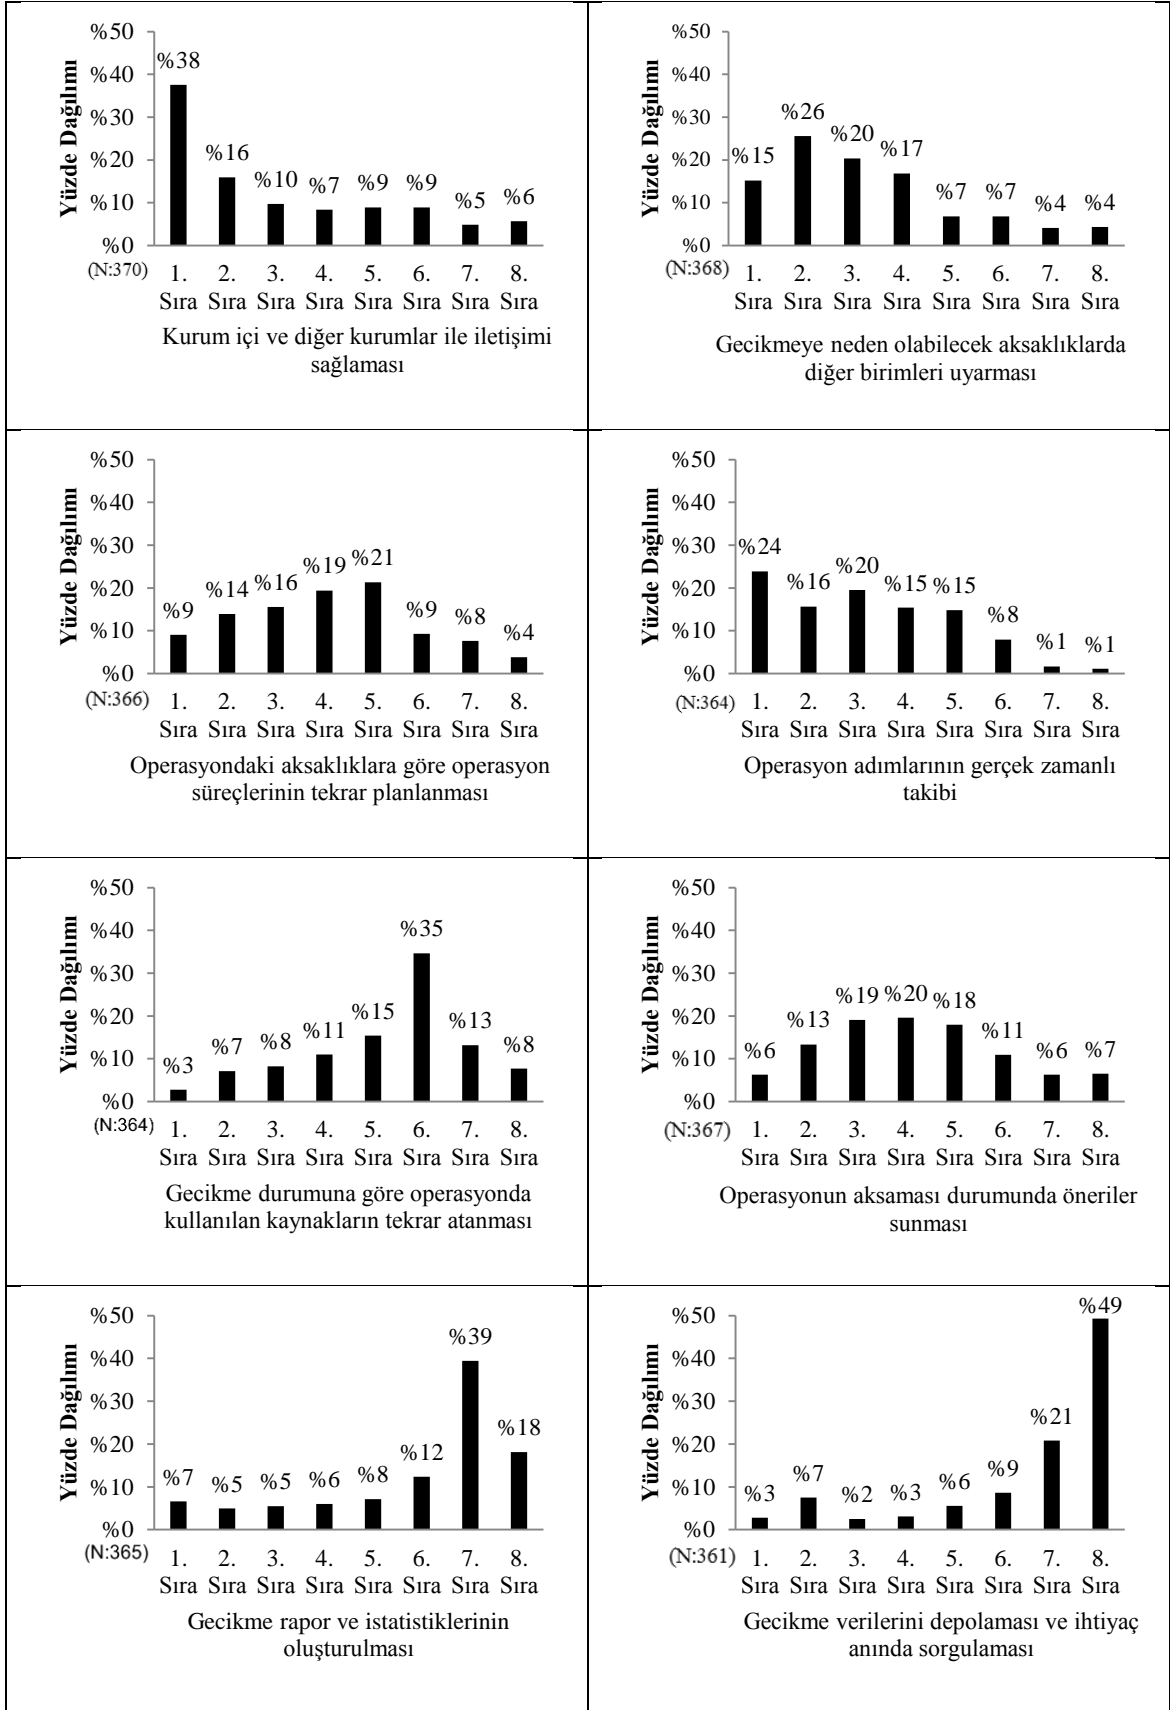 Yüzde Dağılımı
%50
%40
%30
%20
%10
%0
%38
%16
%10
%7
%9
%9
%5
%6
(N:370)
1. 2. 3. 4. 5. 6. 7. 8.
Sıra Sıra Sıra Sıra Sıra Sıra Sıra Sıra
Kurum içi ve diğer kurumlar ile iletişimi
sağlaması
Yüzde Dağılımı
%50
%40
%30
%20
%10
%0
%15
%26
%20
%17
%7
%7
%4
%4
(N:368)
1. 2. 3. 4. 5. 6. 7. 8.
Sıra Sıra Sıra Sıra Sıra Sıra Sıra Sıra
Gecikmeye neden olabilecek aksaklıklarda
diğer birimleri uyarması
Yüzde Dağılımı
%50
%40
%30
%20
%10
%0
%9
%14
%16
%19
%21
%9
%8
%4
(N:366)
1. 2. 3. 4. 5. 6. 7. 8.
Sıra Sıra Sıra Sıra Sıra Sıra Sıra Sıra
Operasyondaki aksaklıklara göre operasyon
süreçlerinin tekrar planlanması
Yüzde Dağılımı
%50
%40
%30
%20
%10
%0
%24
%16
%20
%15
%15
%8
%1
%1
(N:364)
1. 2. 3. 4. 5. 6. 7. 8.
Sıra Sıra Sıra Sıra Sıra Sıra Sıra Sıra
Operasyon adımlarının gerçek zamanlı
takibi
Yüzde Dağılımı
%50
%40
%30
%20
%10
%0
%3
%7
%8
%11
%15
%35
%13
%8
(N:364)
1. 2. 3. 4. 5. 6. 7. 8.
Sıra Sıra Sıra Sıra Sıra Sıra Sıra Sıra
Gecikme durumuna göre operasyonda
kullanılan kaynakların tekrar atanması
Yüzde Dağılımı
%50
%40
%30
%20
%10
%0
%6
%13
%19
%20
%18
%11
%6
%7
(N:367)
1. 2. 3. 4. 5. 6. 7. 8.
Sıra Sıra Sıra Sıra Sıra Sıra Sıra Sıra
Operasyonun aksaması durumunda öneriler
sunması
Yüzde Dağılımı
%50
%40
%30
%20
%10
%0
%7
%5
%5
%6
%8
%12
%39
%18
(N:365)
1. 2. 3. 4. 5. 6. 7. 8.
Sıra Sıra Sıra Sıra Sıra Sıra Sıra Sıra
Gecikme rapor ve istatistiklerinin
oluşturulması
Yüzde Dağılımı
%50
%40
%30
%20
%10
%0
%3
%7
%2
%3
%6
%9
%21
%49
(N:361)
1. 2. 3. 4. 5. 6. 7. 8.
Sıra Sıra Sıra Sıra Sıra Sıra Sıra Sıra
Gecikme verilerini depolaması ve ihtiyaç
anında sorgulaması